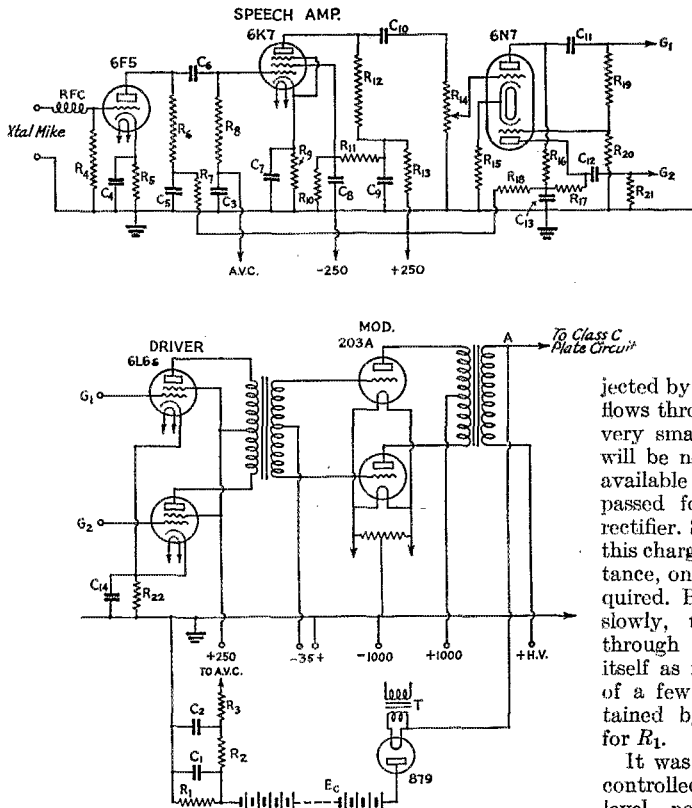 SPEECH AMP.
6F5
6K7
6N7
C6
C10
C11
G1
RFC
Xtal Mike
R4
C4
R5
R6
C5
R7
R8
C3
C7
R9
R10
R11
R12
C8
C9
R13
R14
R15
R16
R18
R17
C13
C12
R19
R20
R21
G2
A.V.C.
-250
+250
DRIVER
6L6s
MOD.
203A
A
To Class C
Plate Circuit
G1
G2
C14
R22
+250
TO A.V.C.
-35+
-1000
+1000
+H.V.
C2
R3
C1
R2
R1
EC
T
879
jected by
flows thro
very sma
will be n
available
passed fo
rectifier.
this charg
tance, on
quired. B
slowly, t
through
itself as
of a few
tained by
for R1.
It was
controlled